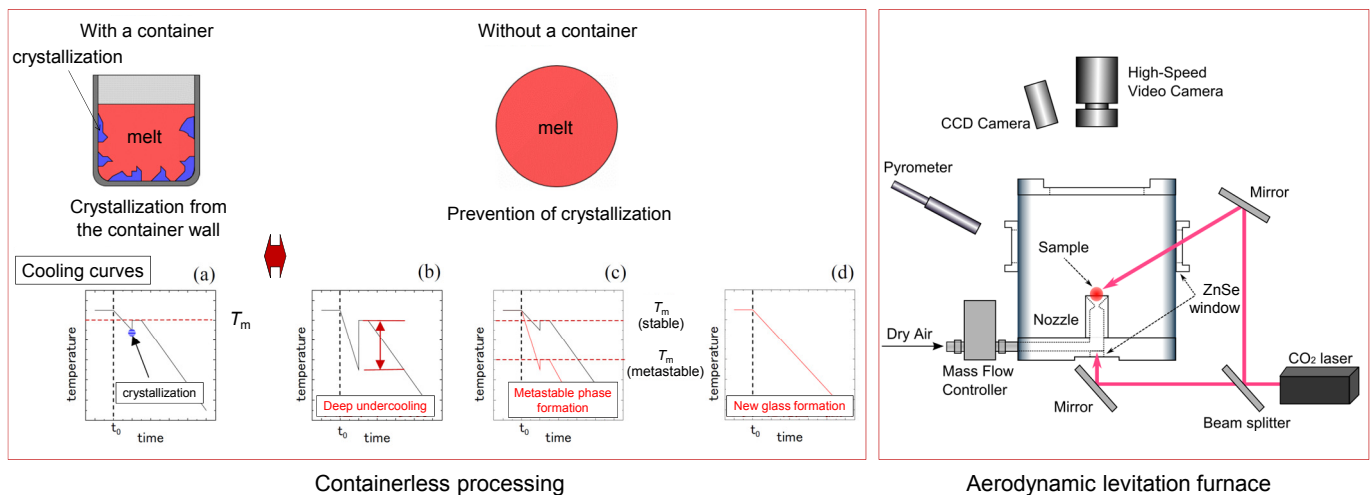 With a container
crystallization
melt
Crystallization from
the container wall
Without a container
melt
Prevention of crystallization
Cooling curves
(a)
temperature
crystallization
t0
time
Tm
(b)
temperature
Deep undercooling
t0
time
(c)
temperature
Metastable phase
formation
t0
time
Tm
(stable)
Tm
(metastable)
(d)
temperature
New glass formation
t0
time
Containerless processing
High-Speed
Video Camera
CCD Camera
Pyrometer
Mirror
Sample
ZnSe
window
Nozzle
Dry Air
Mass Flow
Controller
Mirror
CO2 laser
Beam splitter
Aerodynamic levitation furnace